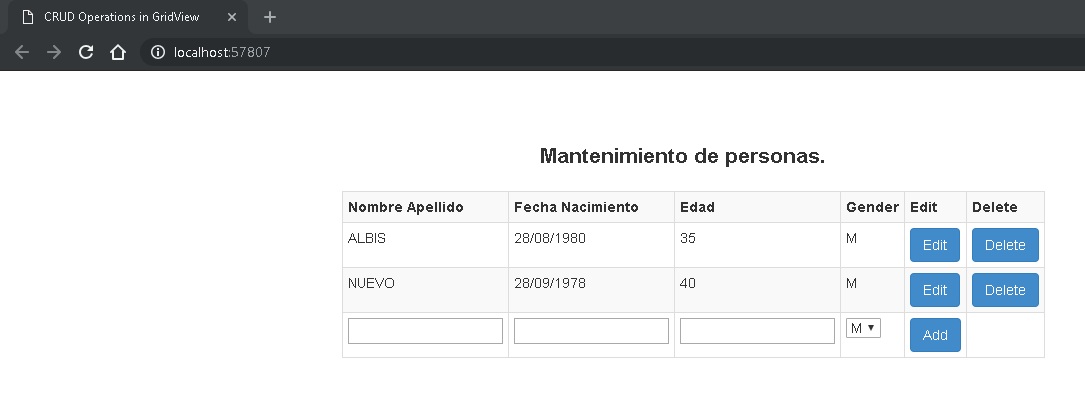 CRUD Operations in GridView
localhost:57807
Mantenimiento de personas.
Nombre Apellido Fecha Nacimiento Edad Gender Edit Delete
ALBIS 28/08/1980 35 M Edit Delete
NUEVO 28/09/1978 40 M Edit Delete
M Add